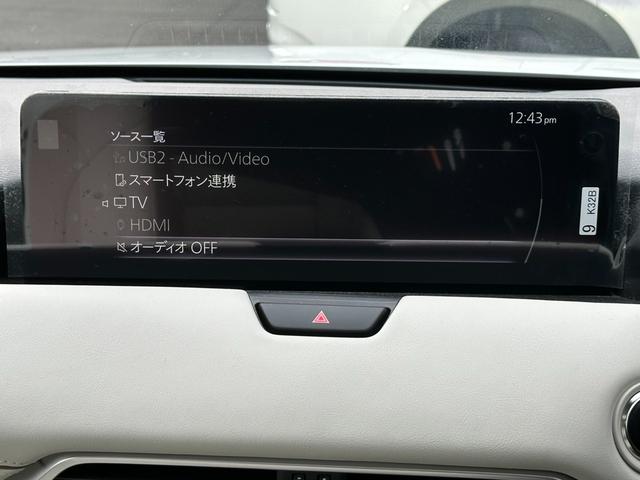 12:43pm
ソース一覧
USB2 - Audio/Video
スマートフォン連携
TV
HDMI
オーディオ OFF
9 K32B